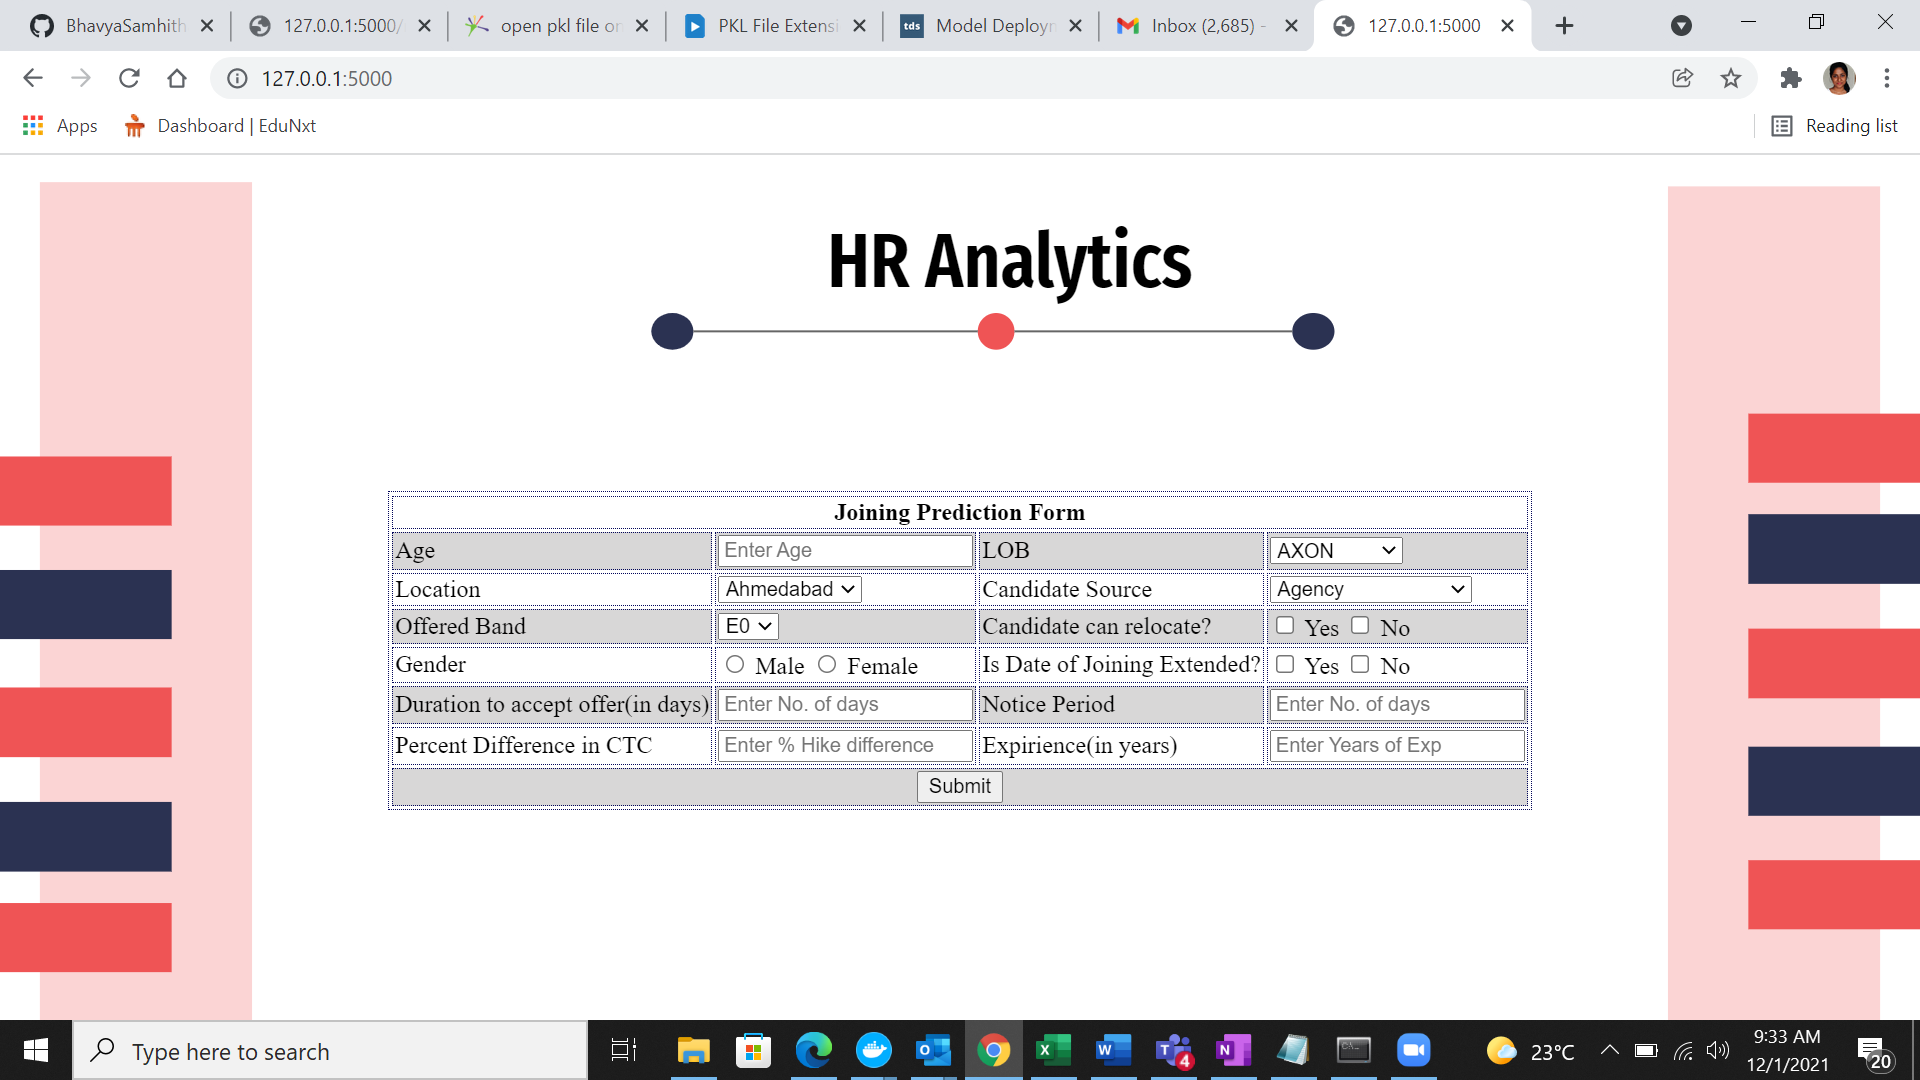 BhavyaSamhith
127.0.0.1:5000/
open pkl file on
PKL File Extensi
tds Model Deploym
Inbox (2,685) -
127.0.0.1:5000
127.0.0.1:5000
Apps
Dashboard | EduNxt
Reading list
HR Analytics
Joining Prediction Form
Age Enter Age LOB AXON
Location Ahmedabad Candidate Source Agency
Offered Band E0 Candidate can relocate? Yes No
Gender Male Female Is Date of Joining Extended? Yes No
Duration to accept offer(in days) Enter No. of days Notice Period Enter No. of days
Percent Difference in CTC Enter % Hike difference Expirience(in years) Enter Years of Exp
Submit
Type here to search
4
23°C
9:33 AM
12/1/2021
20